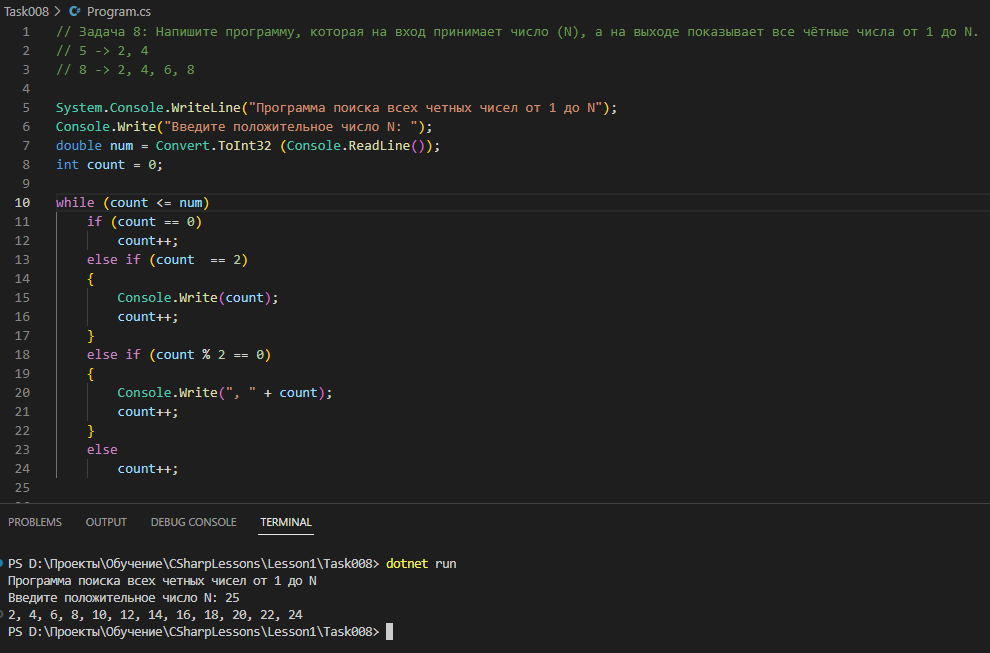 Task008 > C# Program.cs
1 // Задача 8: Напишите программу, которая на вход принимает число (N), а на выходе показывает все чётные числа от 1 до N.
2 // 5 -> 2, 4
3 // 8 -> 2, 4, 6, 8
4
5 System.Console.WriteLine("Программа поиска всех четных чисел от 1 до N");
6 Console.Write("Введите положительное число N: ");
7 double num = Convert.ToInt32 (Console.ReadLine());
8 int count = 0;
9
10 while (count <= num)
11     if (count == 0)
12         count++;
13     else if (count  == 2)
14     {
15         Console.Write(count);
16         count++;
17     }
18     else if (count % 2 == 0)
19     {
20         Console.Write(", " + count);
21         count++;
22     }
23     else
24         count++;
25
PROBLEMS OUTPUT DEBUG CONSOLE TERMINAL
PS D:\Проекты\Обучение\CSharpLessons\Lesson1\Task008> dotnet run
Программа поиска всех четных чисел от 1 до N
Введите положительное число N: 25
2, 4, 6, 8, 10, 12, 14, 16, 18, 20, 22, 24
PS D:\Проекты\Обучение\CSharpLessons\Lesson1\Task008>